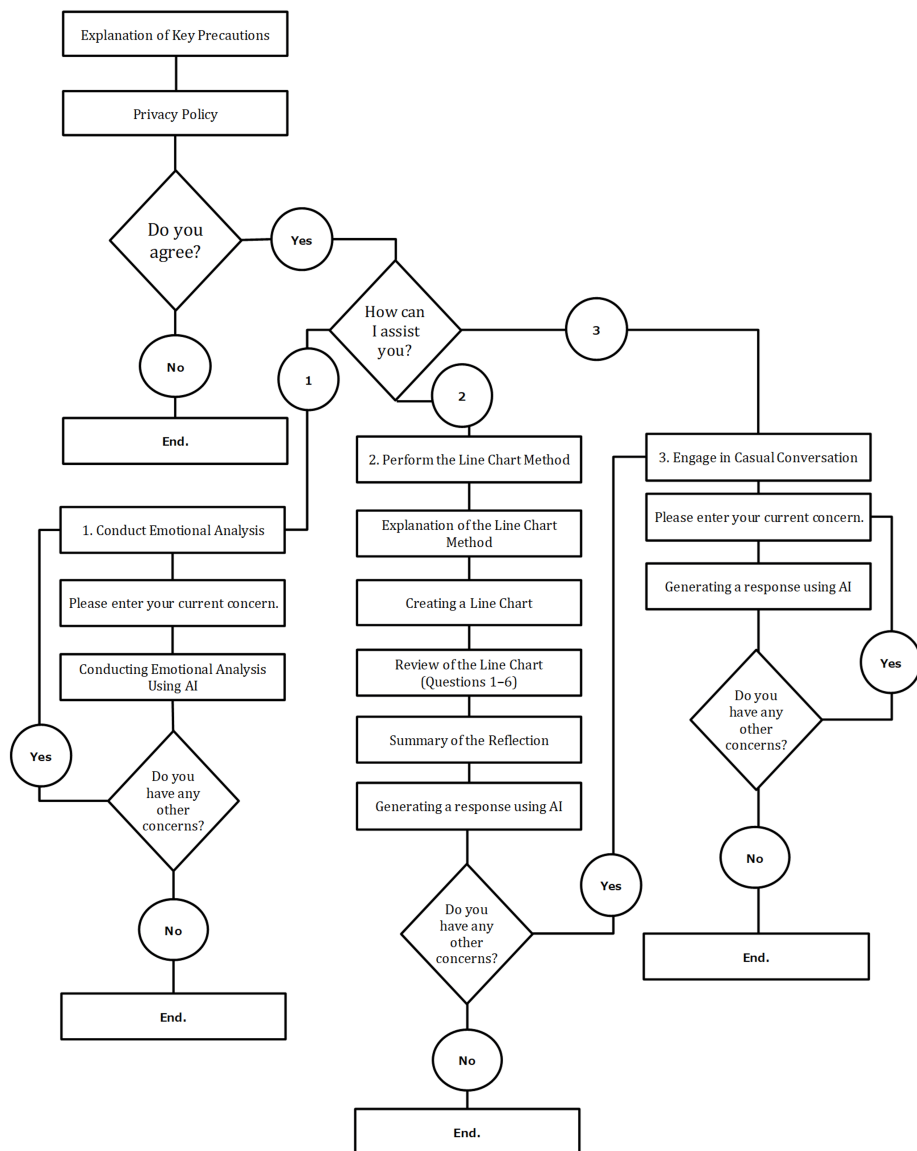 Explanation of Key Precautions
Privacy Policy
Do you
agree?
Yes
No
End.
How can
I assist
you?
1
2
3
1. Conduct Emotional Analysis
Please enter your current concern.
Conducting Emotional Analysis
Using AI
Do you
have any
other
concerns?
Yes
No
End.
2. Perform the Line Chart Method
Explanation of the Line Chart
Method
Creating a Line Chart
Review of the Line Chart
(Questions 1–6)
Summary of the Reflection
Generating a response using AI
Do you
have any
other
concerns?
Yes
No
End.
3. Engage in Casual Conversation
Please enter your current concern.
Generating a response using AI
Do you
have any
other
concerns?
Yes
No
End.